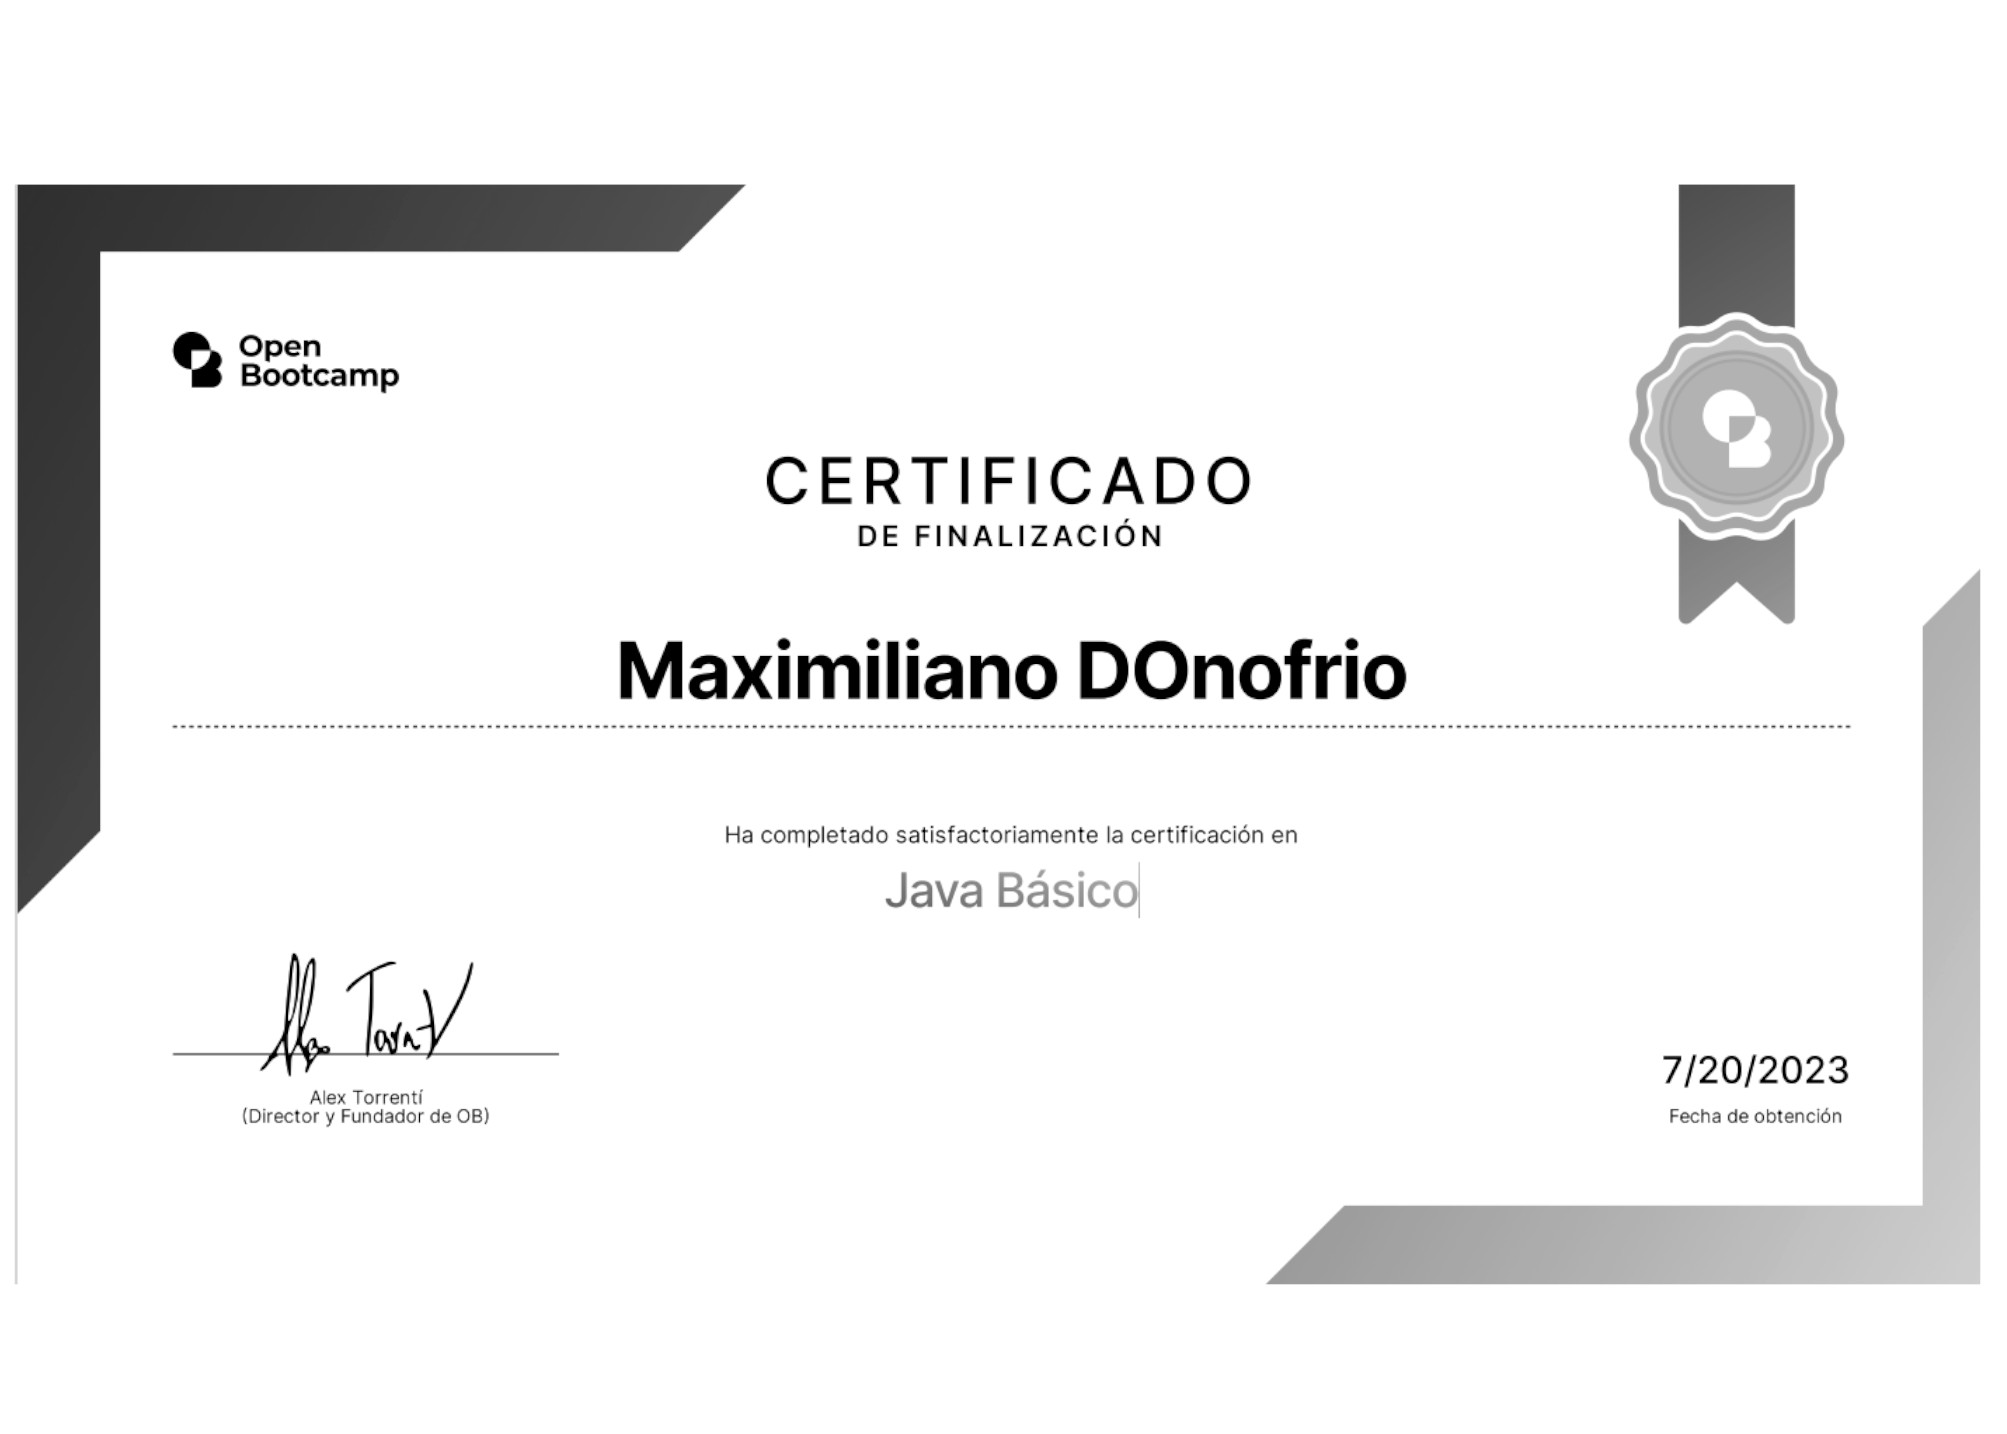 Open
Bootcamp
CERTIFICADO
DE FINALIZACIÓN
Maximiliano DOnofrio
Ha completado satisfactoriamente la certificación en
Java Básico
Alex Torrentí
(Director y Fundador de OB)
7/20/2023
Fecha de obtención